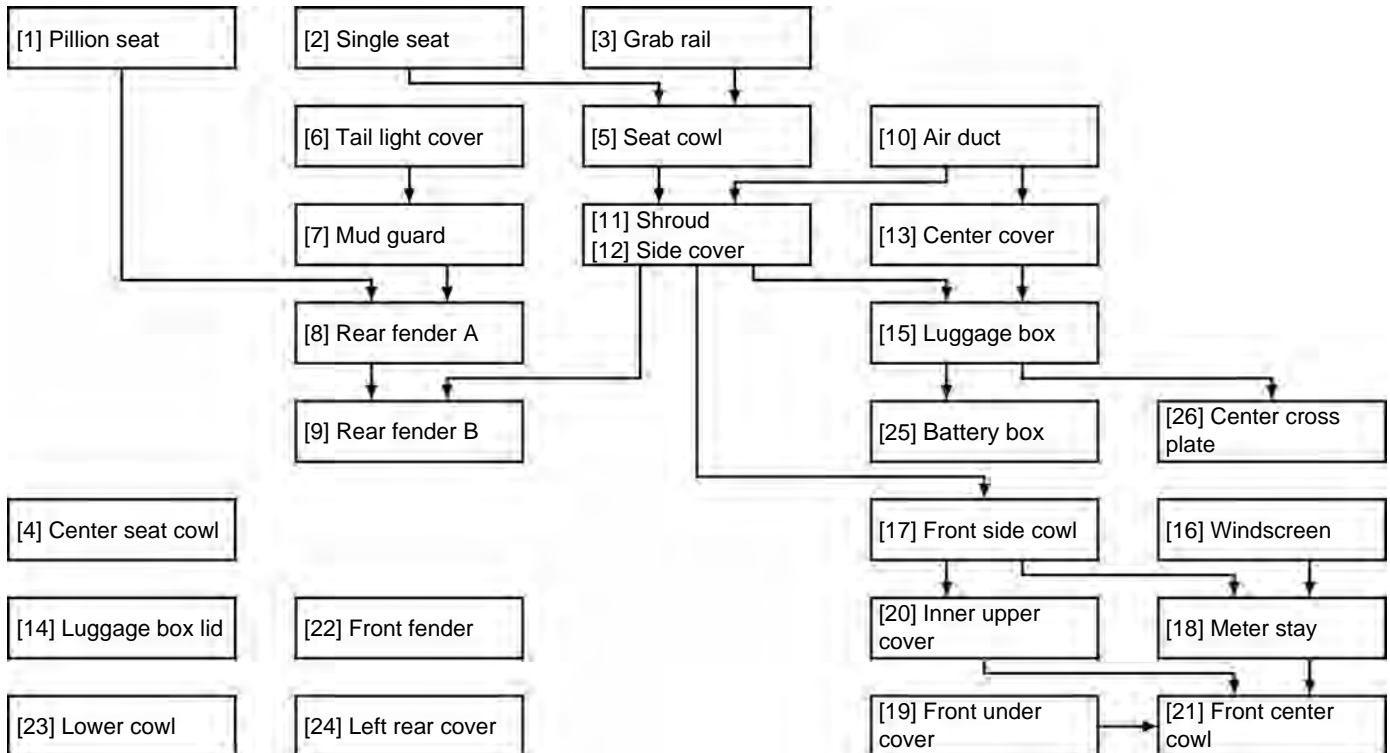 [1] Pillion seat
[2] Single seat
[3] Grab rail
[6] Tail light cover
[5] Seat cowl
[10] Air duct
[7] Mud guard
[11] Shroud
[12] Side cover
[13] Center cover
[8] Rear fender A
[15] Luggage box
[9] Rear fender B
[25] Battery box
[26] Center cross
plate
[4] Center seat cowl
[17] Front side cowl
[16] Windscreen
[14] Luggage box lid
[22] Front fender
[20] Inner upper
cover
[18] Meter stay
[23] Lower cowl
[24] Left rear cover
[19] Front under
cover
[21] Front center
cowl